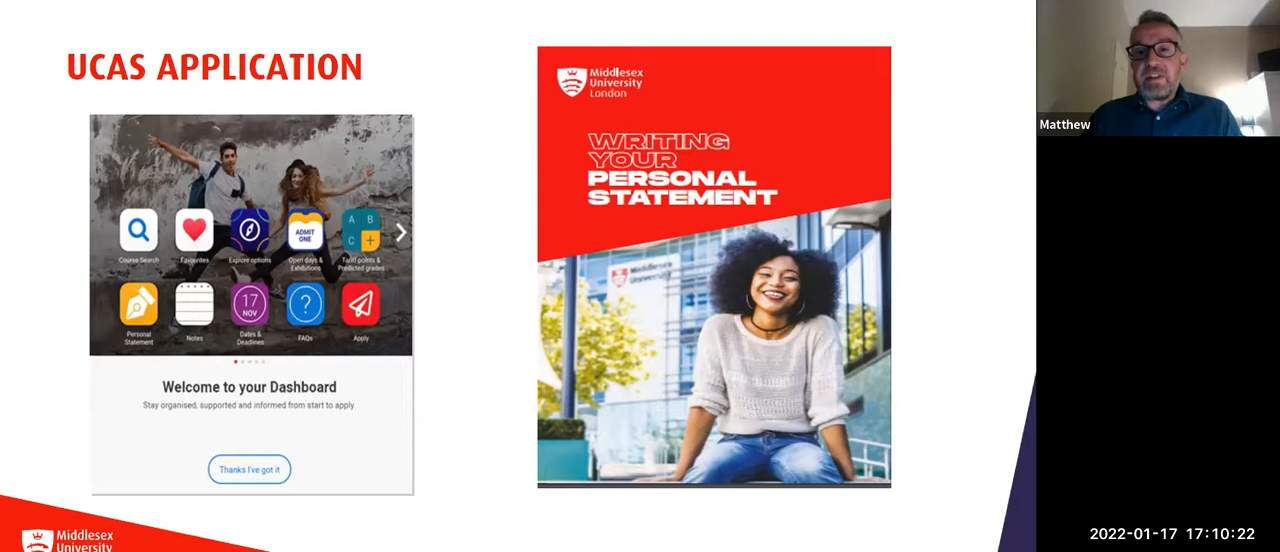 UCAS APPLICATION
Course Search
Favourites
Explore options
ADMIT
ONE
Open days &
Exhibitions
A B
C +
Tariff points &
Predicted grades
Personal
Statement
Notes
17
NOV
Dates &
Deadlines
?
FAQs
Apply
Welcome to your Dashboard
Stay organised, supported and informed from start to apply.
Thanks I've got it
Middlesex
University
London
WRITING
YOUR
PERSONAL
STATEMENT
Middlesex
University
Middlesex
University
Matthew
2022-01-17 17:10:22